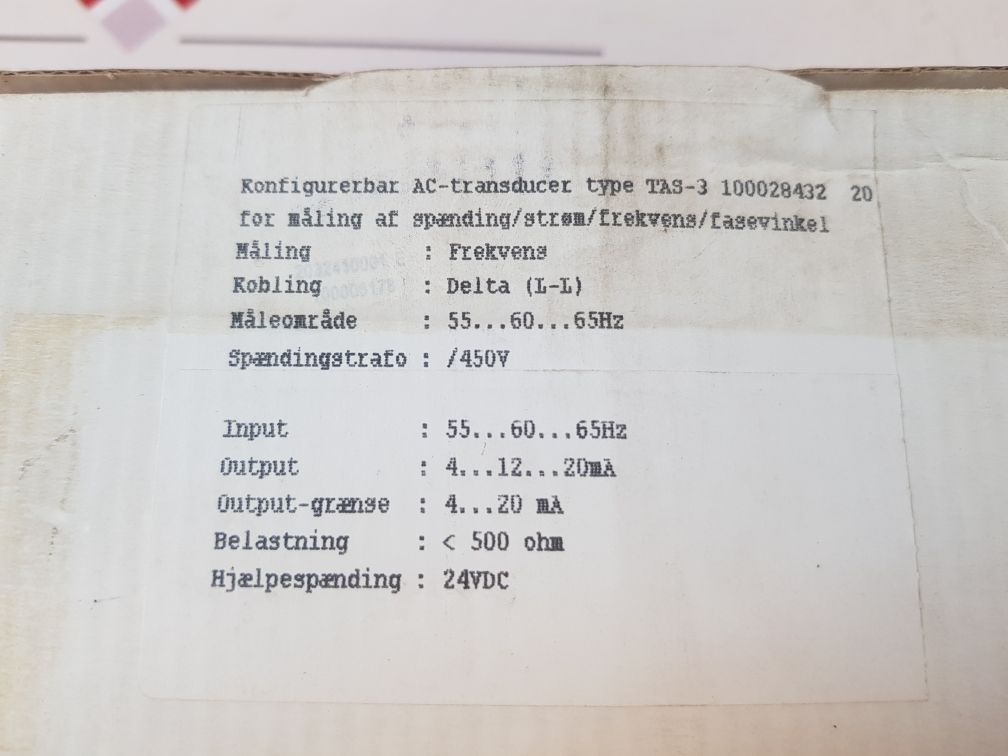 Konfigurerbar AC-transducer type TAS-3 100028432 20
for måling af spænding/strøm/frekvens/fasevinkel
Måling : Frekvens
Kobling : Delta (L-L)
Måleområde : 55...60...65Hz
Spændingstrafo : /450V
Input : 55...60...65Hz
Output : 4...12...20mA
Output-grænse : 4...20 mA
Belastning : < 500 ohm
Hjælpespænding : 24VDC